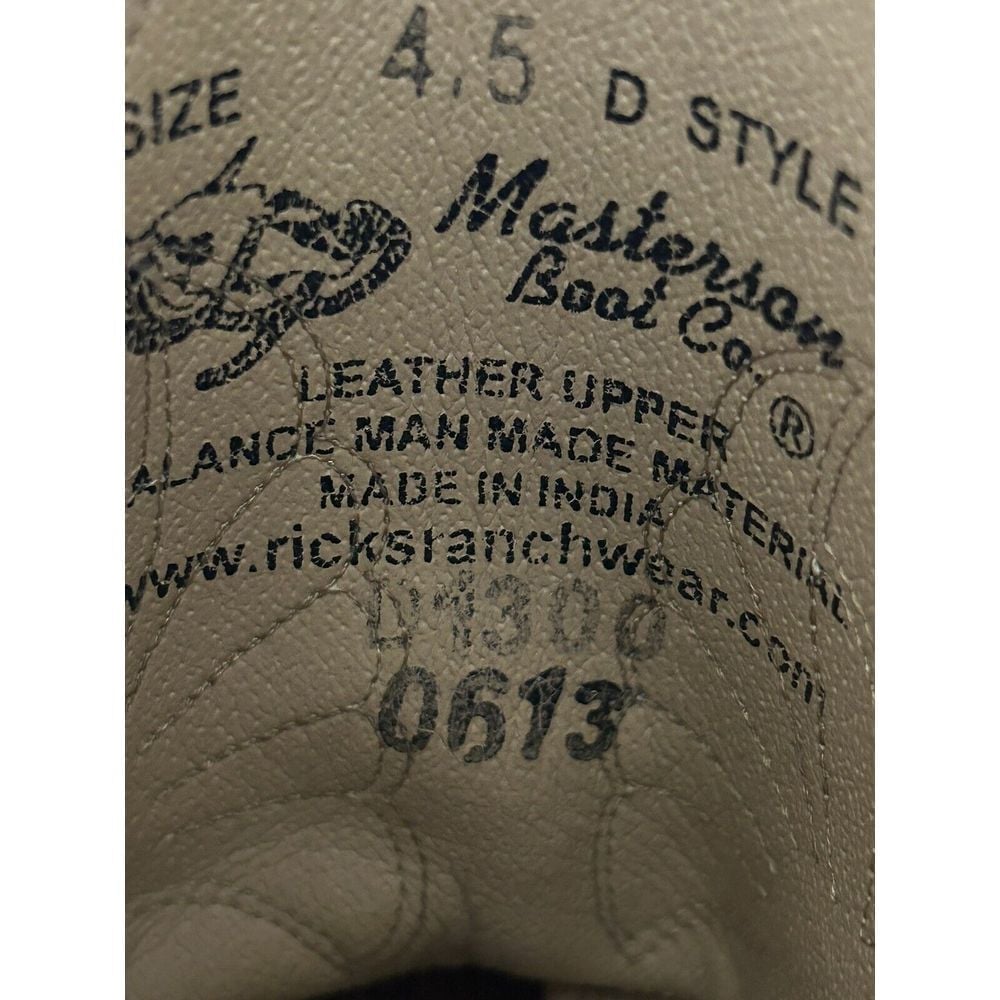 SIZE 4.5 D STYLE
Masterson
Boot Co.®
LEATHER UPPER
ALANCE MAN MADE MATERIAL
MADE IN INDIA
www.ricksranchwear.com
0613